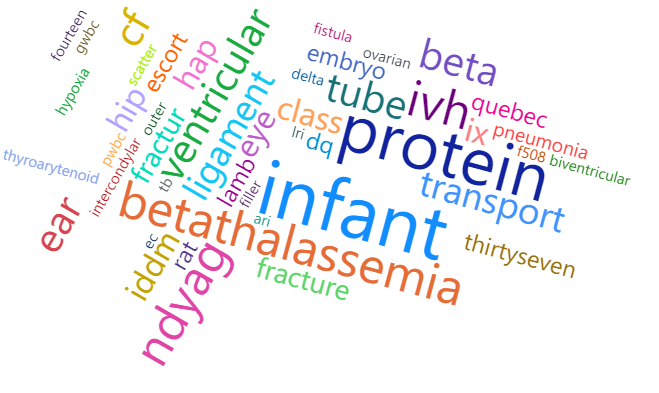 fourteen
gwbc
cf
scatter
escort
hap
ventricular
fistula
ovarian
embryo
beta
delta
tube
ivh
quebec
hypoxia
hip
outer
fractur
ligament
class
lri
dq
protein
ix
pneumonia
f508
biventricular
pwbc
intercondylar
thyroarytenoid
tb
lamb
eye
filler
infant
transport
ear
betathalassemia
ari
ec
iddm
rat
ndyag
fracture
thirtyseven